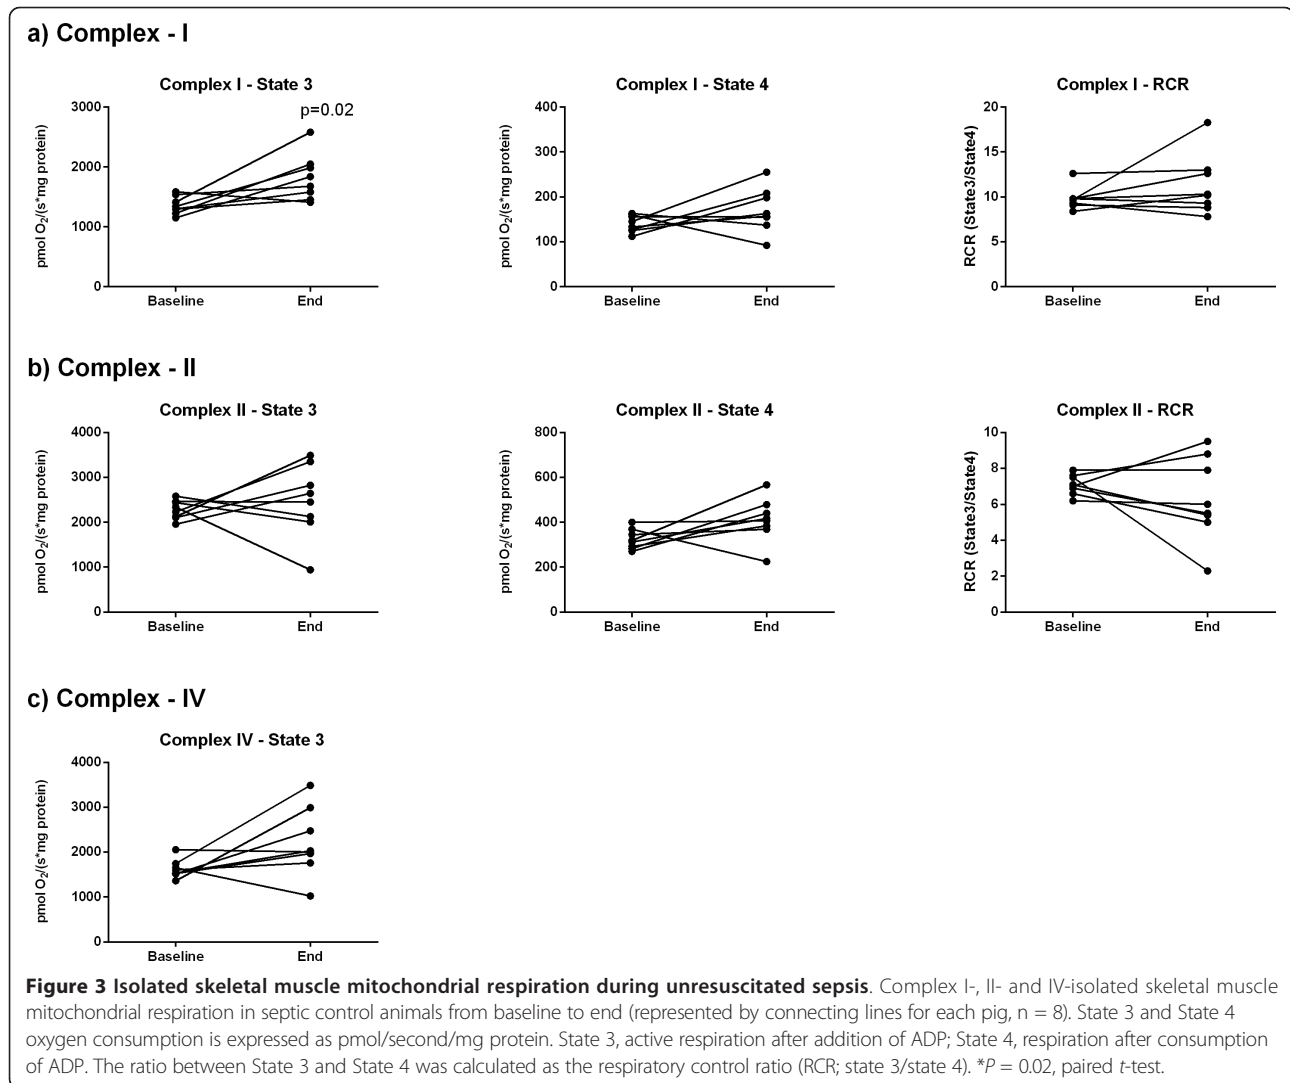 a) Complex - I
Complex I - State 3
p=0.02
3000
2000
1000
0
pmol O₂/(s*mg protein)
Baseline
End
Complex I - State 4
400
300
200
100
0
pmol O₂/(s*mg protein)
Baseline
End
Complex I - RCR
20
15
10
5
0
RCR (State3/State4)
Baseline
End
b) Complex - II
Complex II - State 3
4000
3000
2000
1000
0
pmol O₂/(s*mg protein)
Baseline
End
Complex II - State 4
800
600
400
200
0
pmol O₂/(s*mg protein)
Baseline
End
Complex II - RCR
10
8
6
4
2
0
RCR (State3/State4)
Baseline
End
c) Complex - IV
Complex IV - State 3
4000
3000
2000
1000
0
pmol O₂/(s*mg protein)
Baseline
End
Figure 3 Isolated skeletal muscle mitochondrial respiration during unresuscitated sepsis. Complex I-, II- and IV-isolated skeletal muscle
mitochondrial respiration in septic control animals from baseline to end (represented by connecting lines for each pig, n = 8). State 3 and State 4
oxygen consumption is expressed as pmol/second/mg protein. State 3, active respiration after addition of ADP; State 4, respiration after consumption
of ADP. The ratio between State 3 and State 4 was calculated as the respiratory control ratio (RCR; state 3/state 4). *P = 0.02, paired t-test.